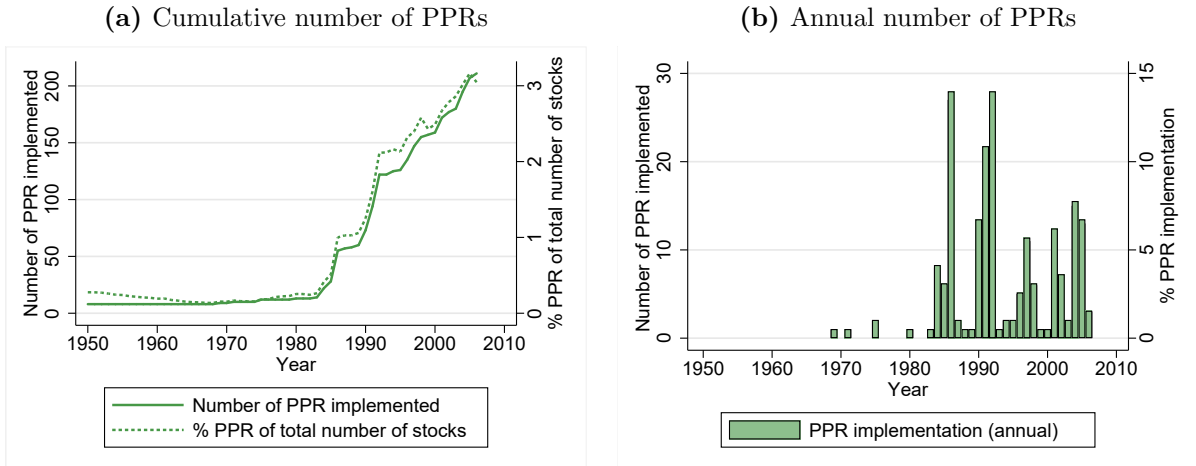 (a) Cumulative number of PPRs
Number of PPR implemented
0 50 100 150 200
% PPR of total number of stocks
0 1 2 3
1950 1960 1970 1980 1990 2000 2010
Year
Number of PPR implemented
% PPR of total number of stocks
(b) Annual number of PPRs
Number of PPR implemented
0 10 20 30
% PPR implementation
0 5 10 15
1950 1960 1970 1980 1990 2000 2010
Year
PPR implementation (annual)